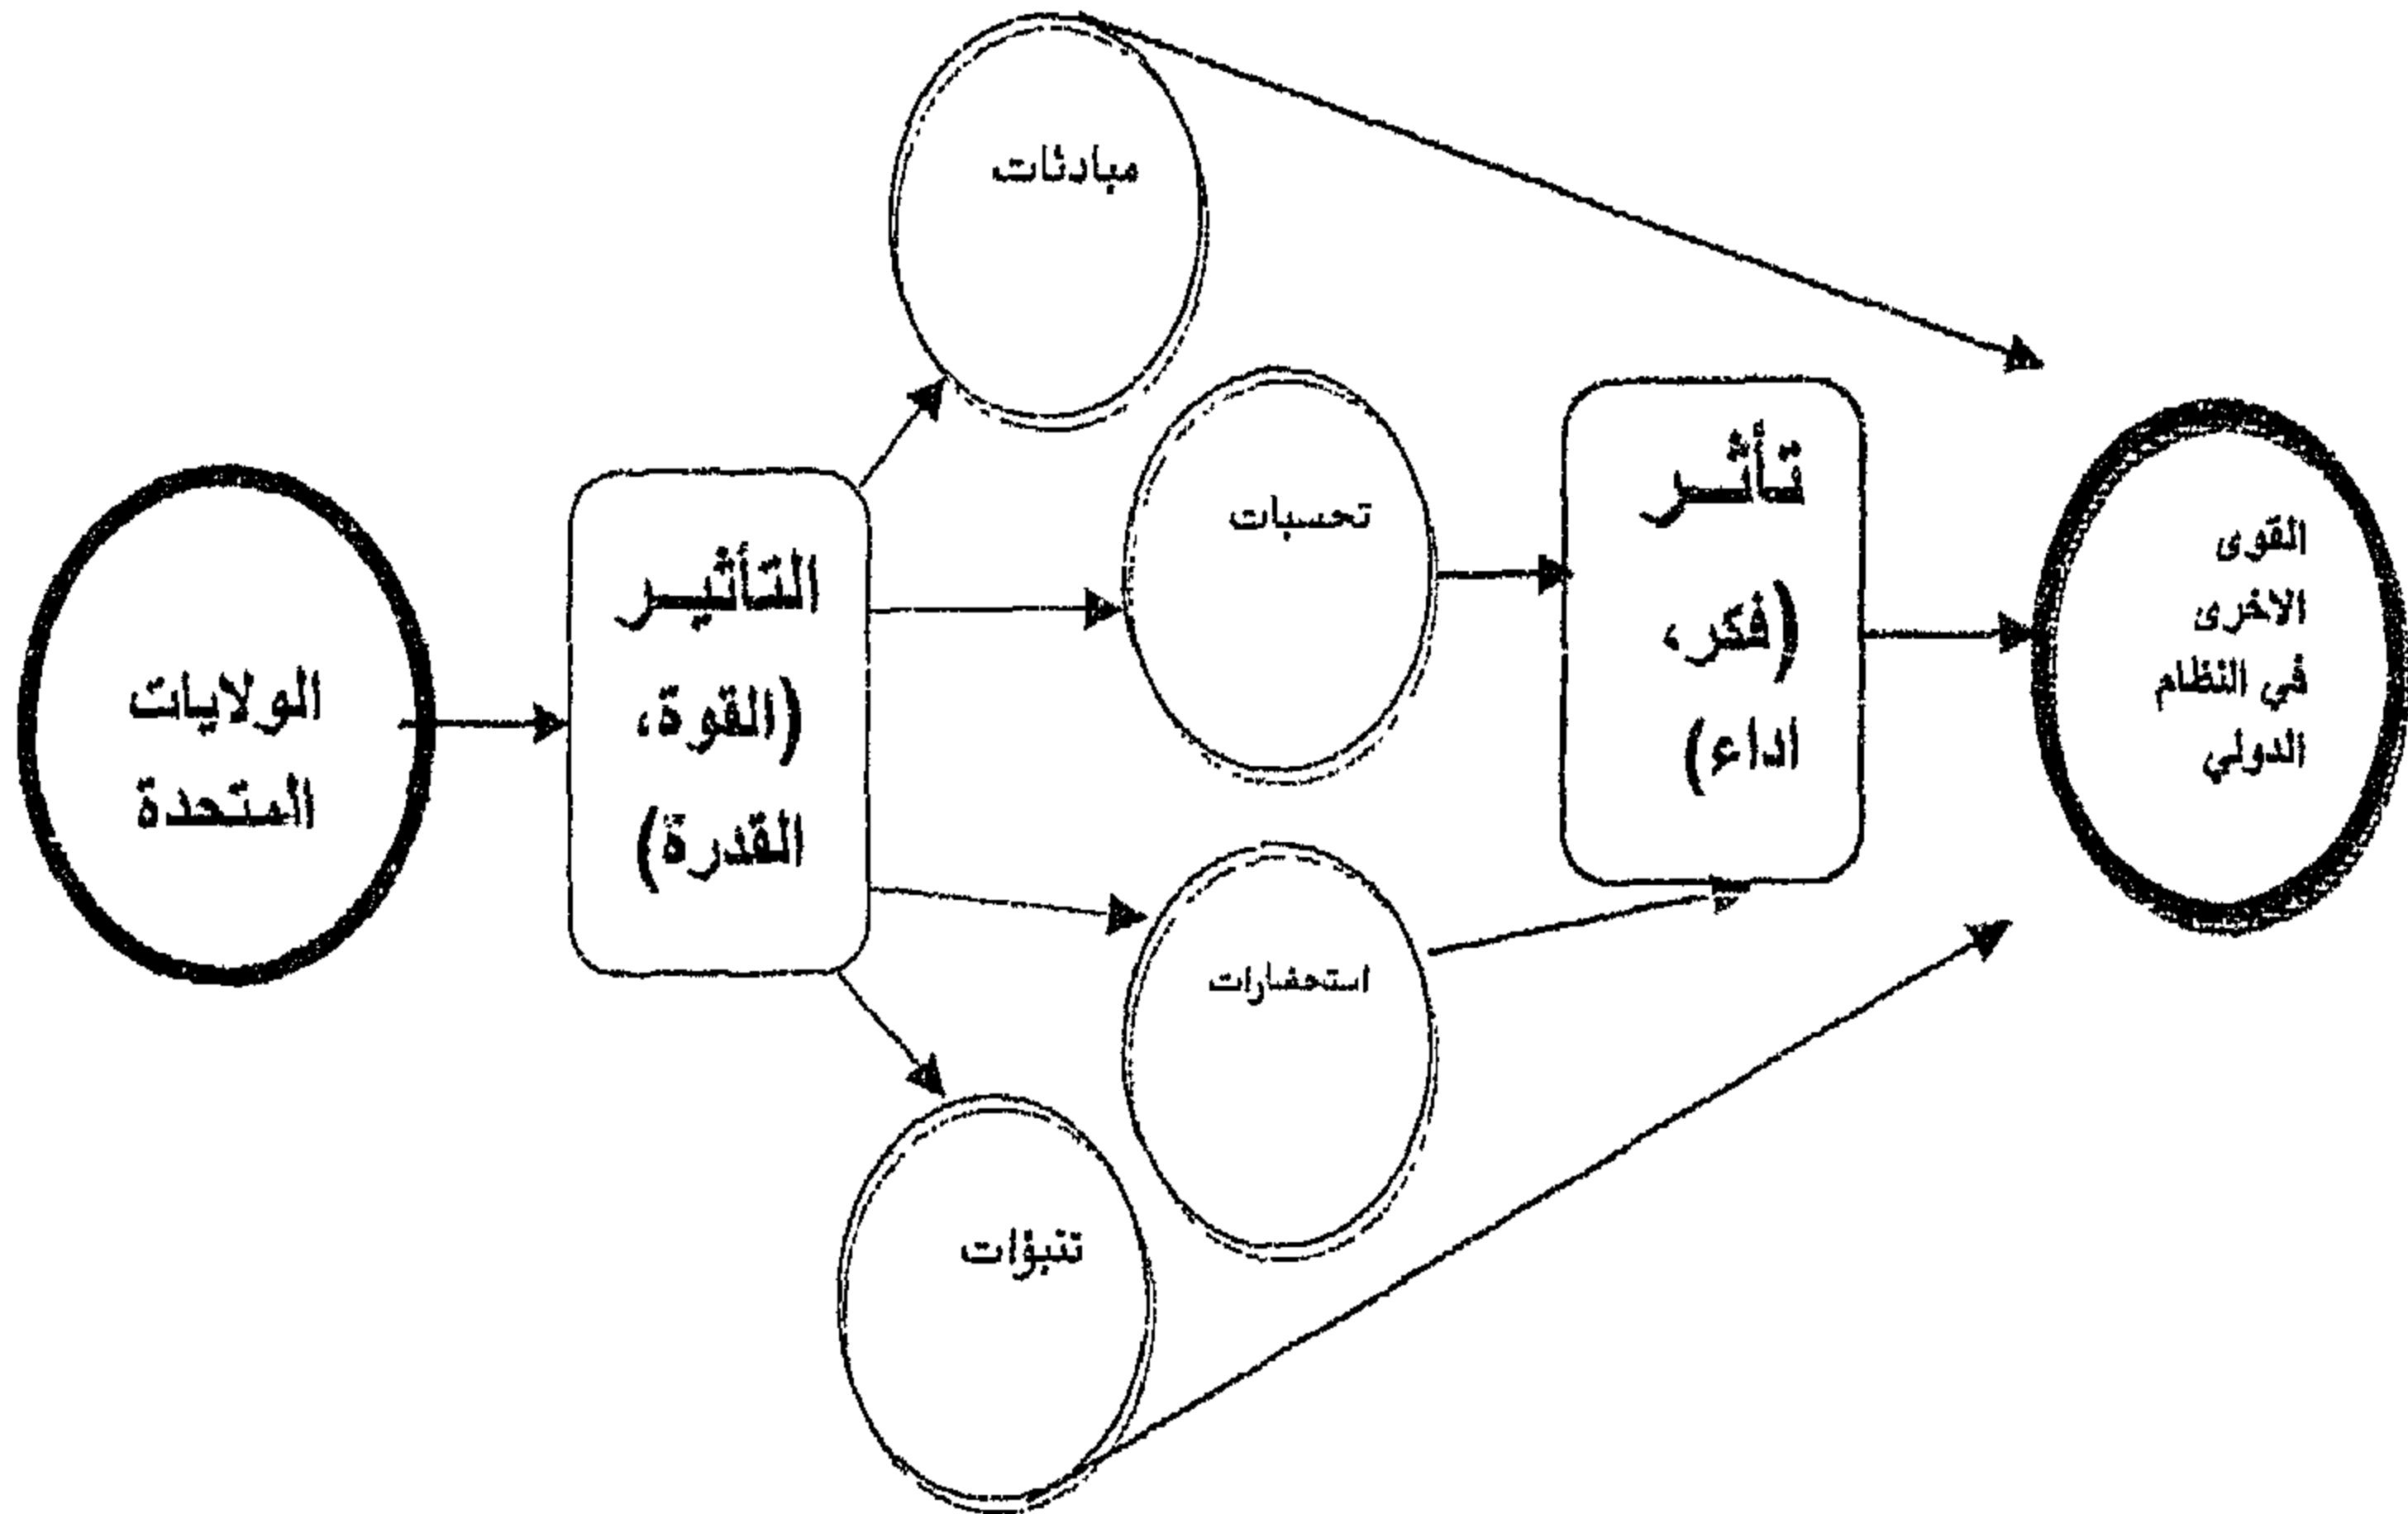 مبادئات
تحسبات
تأثر
(فكر،
اداء)
القوى
الاخرى
في النظام
الدولي
التأثير
(القوة،
القدرة)
الولايات
المتحدة
استحضارات
تنبؤات